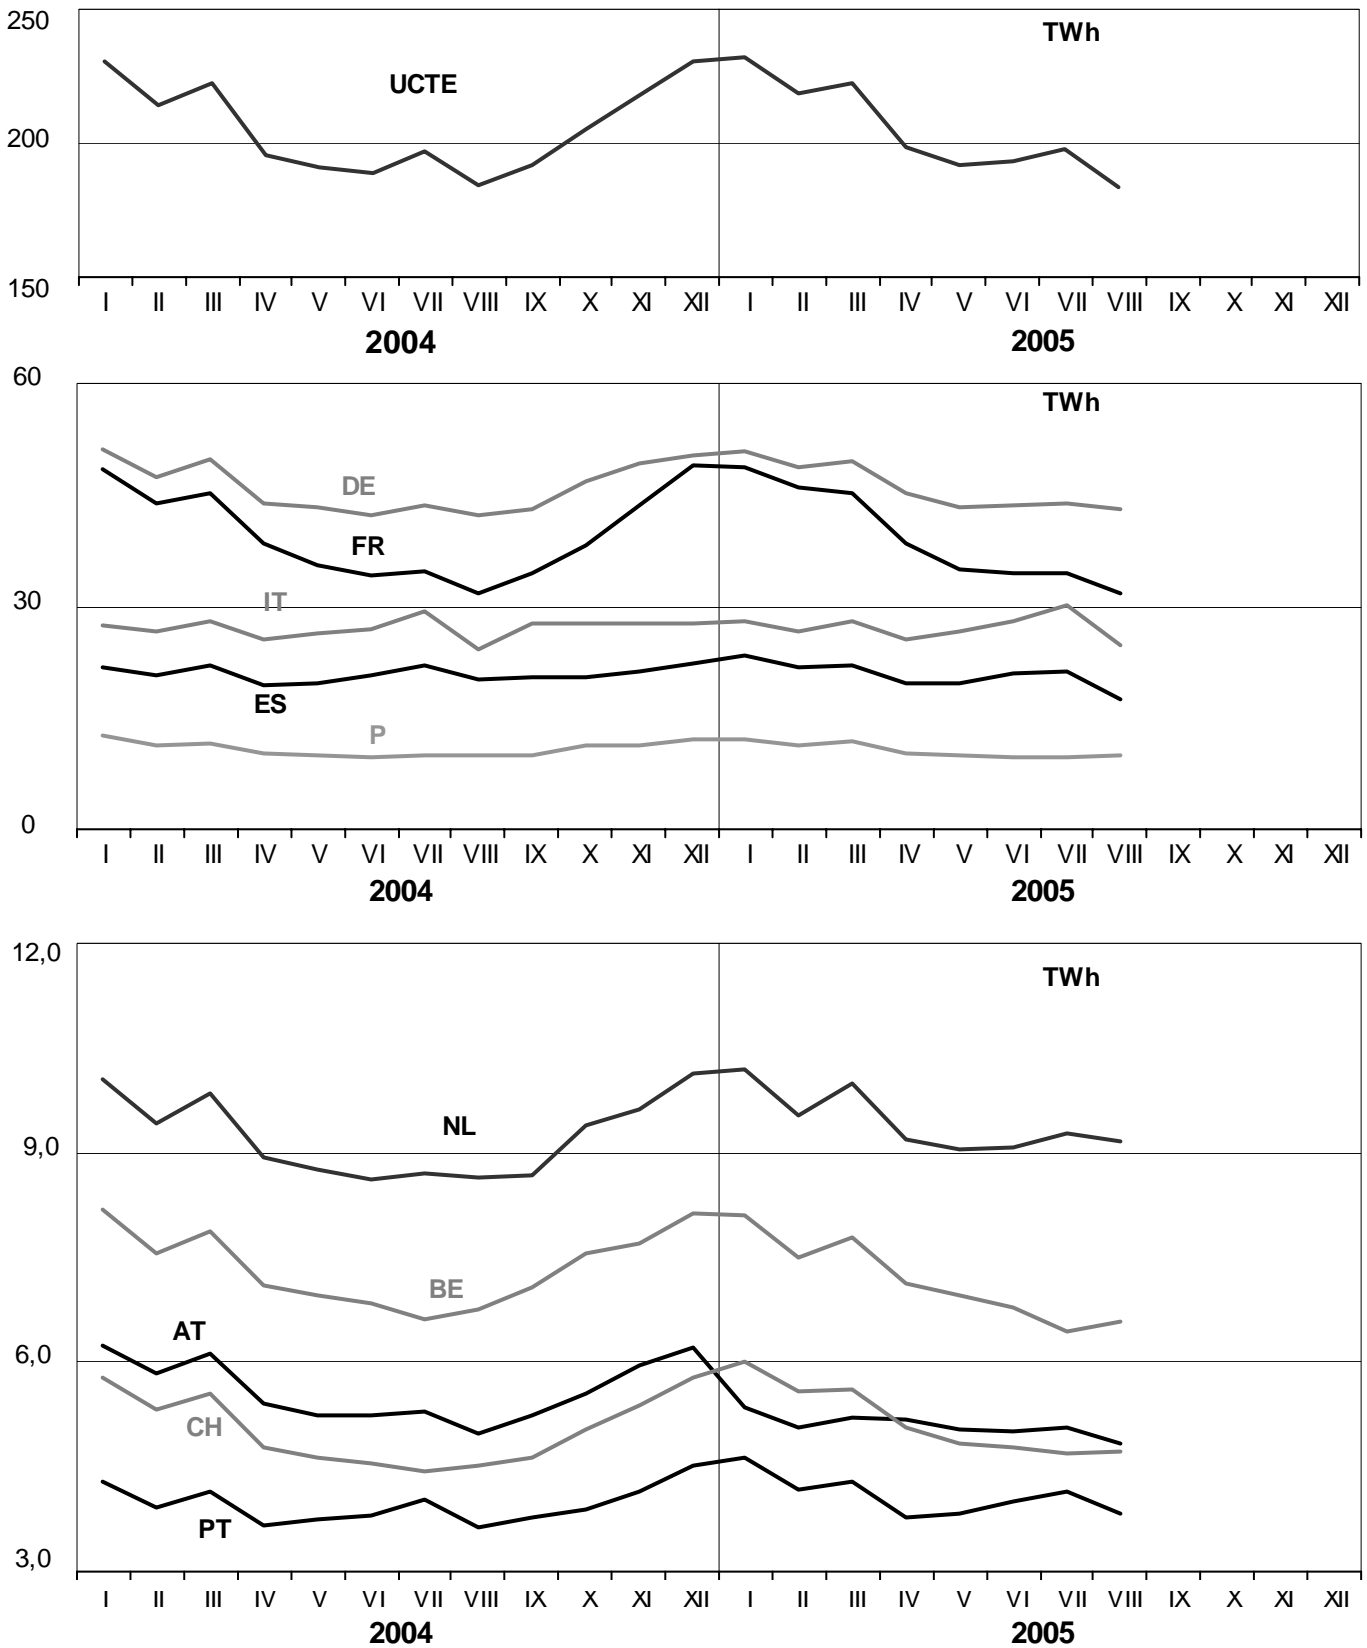 250
TWh
UCTE
200
150
I II III IV V VI VII VIII IX X XI XII I II III IV V VI VII VIII IX X XI XII
2004 2005
60
TWh
DE
FR
IT
30
ES
P
0
I II III IV V VI VII VIII IX X XI XII I II III IV V VI VII VIII IX X XI XII
2004 2005
12,0
TWh
NL
9,0
BE
AT
6,0
CH
PT
3,0
I II III IV V VI VII VIII IX X XI XII I II III IV V VI VII VIII IX X XI XII
2004 2005